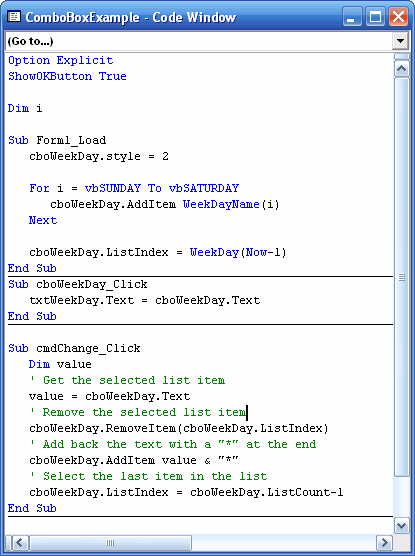 ComboBoxExample - Code Window
(Go to...)
Option Explicit
ShowOKButton True
Dim i
Sub Form1_Load
cboWeekDay.style = 2
For i = vbSUNDAY To vbSATURDAY
cboWeekDay.AddItem WeekDayName(i)
Next
cboWeekDay.ListIndex = WeekDay(Now-1)
End Sub
Sub cboWeekDay_Click
txtWeekDay.Text = cboWeekDay.Text
End Sub
Sub cmdChange_Click
Dim value
' Get the selected list item
value = cboWeekDay.Text
' Remove the selected list item
cboWeekDay.RemoveItem(cboWeekDay.ListIndex)
' Add back the text with a "*" at the end
cboWeekDay.AddItem value & "*"
' Select the last item in the list
cboWeekDay.ListIndex = cboWeekDay.ListCount-1
End Sub